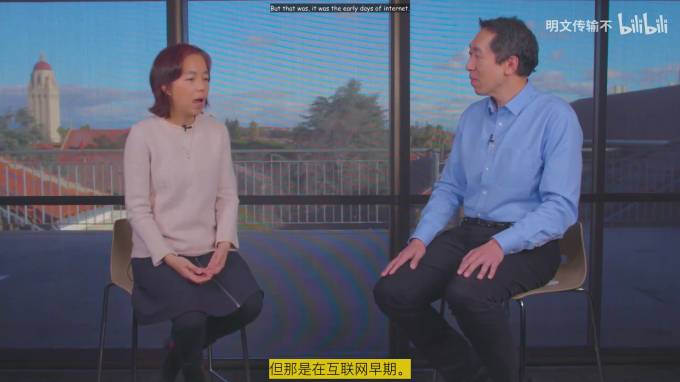 But that was, it was the early days of internet.
明文传输不 bilibili
但那是在互联网早期。